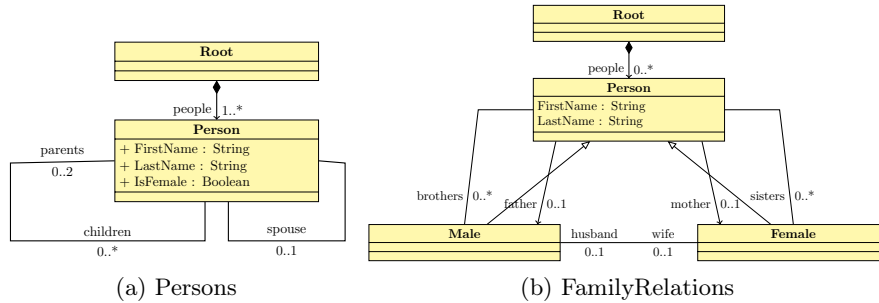 Root
people
1..*
Person
+ FirstName : String
+ LastName : String
+ IsFemale : Boolean
parents
0..2
children
0..*
spouse
0..1
(a) Persons
Root
people
0..*
Person
FirstName : String
LastName : String
brothers
0..*
father
0..1
mother
0..1
sisters
0..*
Male
husband
0..1
wife
0..1
Female
(b) FamilyRelations